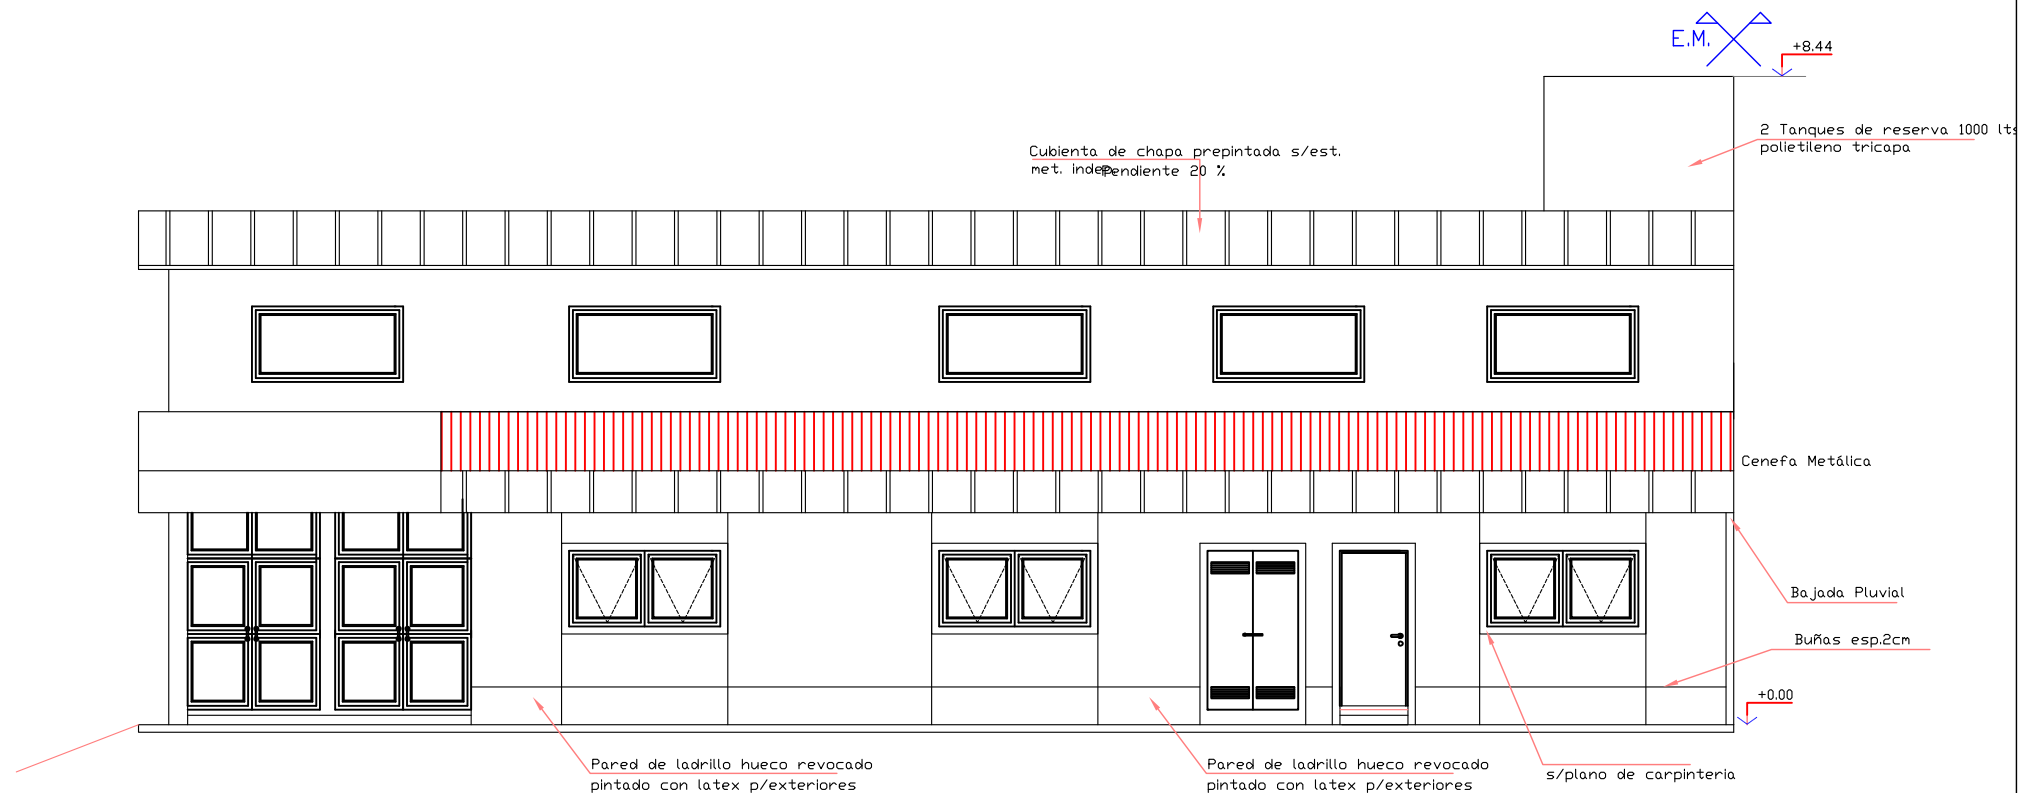 E.M.
+8.44
2 Tanques de reserva 1000 lts
polietileno tricapa
Cubienta de chapa prepintada s/est.
met. indep.
Pendiente 20 %
Cenefa Metálica
Bajada Pluvial
Buñas esp.2cm
+0.00
Pared de ladrillo hueco revocado
pintado con latex p/exteriores
Pared de ladrillo hueco revocado
pintado con latex p/exteriores
s/plano de carpinteria